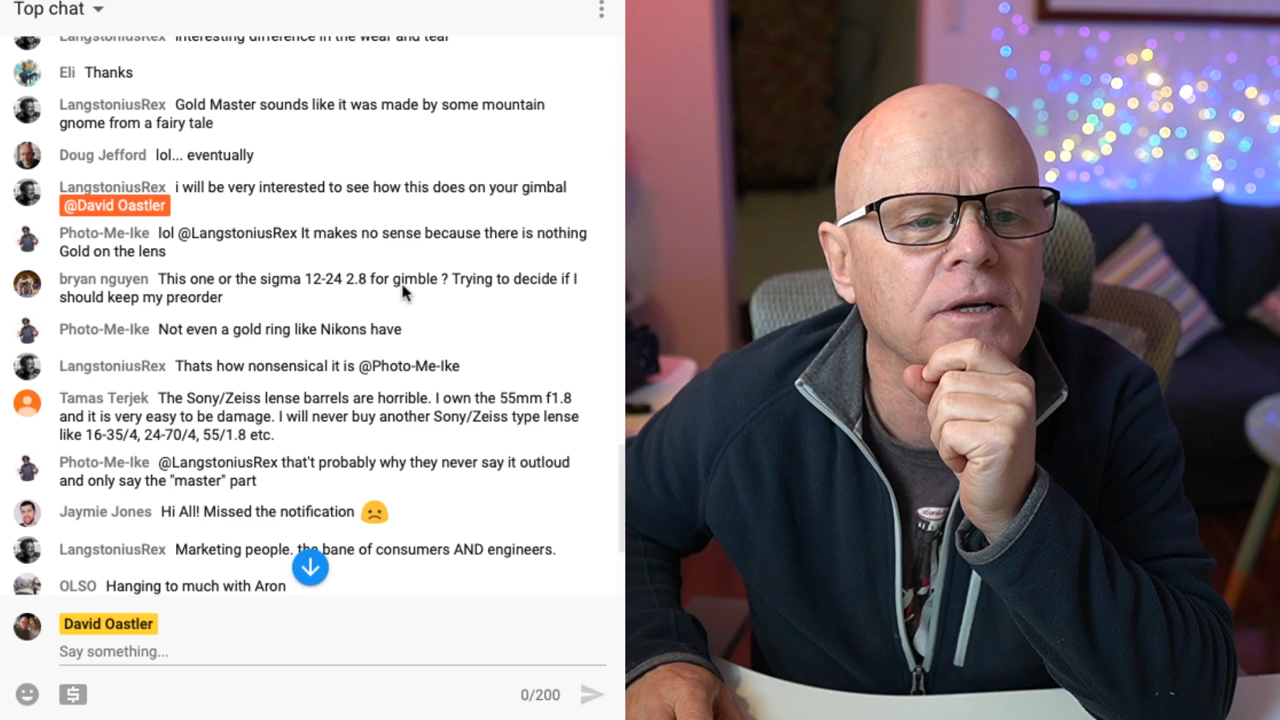 Top chat
LangstoniusRex interesting difference in the wear and tear
Eli Thanks
LangstoniusRex Gold Master sounds like it was made by some mountain
gnome from a fairy tale
Doug Jefford lol... eventually
LangstoniusRex i will be very interested to see how this does on your gimbal
@David Oastler
Photo-Me-Ike lol @LangstoniusRex It makes no sense because there is nothing
Gold on the lens
bryan nguyen This one or the sigma 12-24 2.8 for gimble ? Trying to decide if I
should keep my preorder
Photo-Me-Ike Not even a gold ring like Nikons have
LangstoniusRex Thats how nonsensical it is @Photo-Me-Ike
Tamas Terjek The Sony/Zeiss lense barrels are horrible. I own the 55mm f1.8
and it is very easy to be damage. I will never buy another Sony/Zeiss type lense
like 16-35/4, 24-70/4, 55/1.8 etc.
Photo-Me-Ike @LangstoniusRex that't probably why they never say it outloud
and only say the "master" part
Jaymie Jones Hi All! Missed the notification
LangstoniusRex Marketing people. the bane of consumers AND engineers.
OLSO Hanging to much with Aron
David Oastler
Say something...
0/200